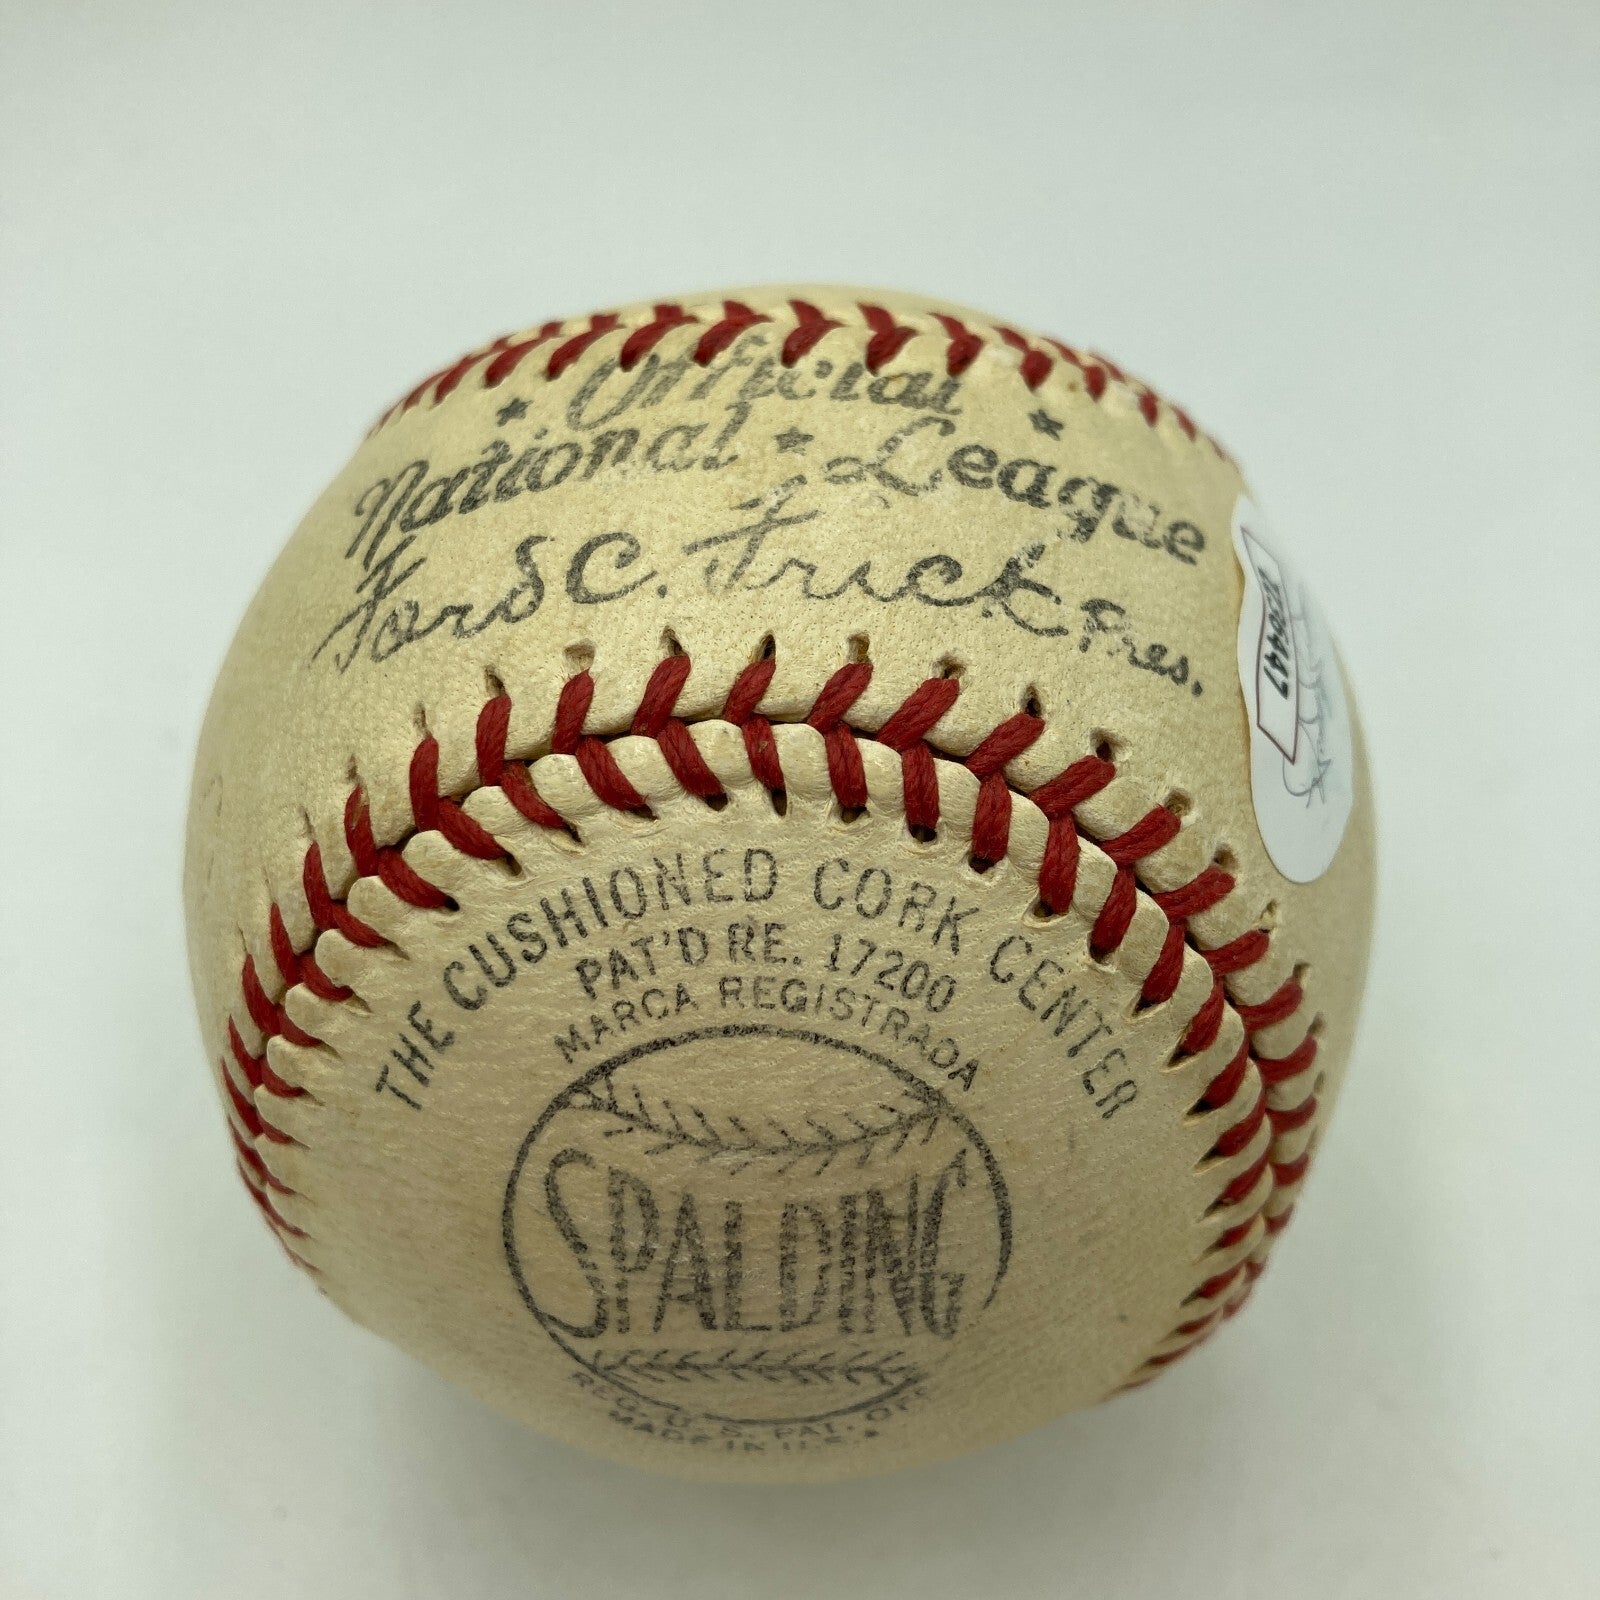 Official
National League
Ford C. Frick Pres.
THE CUSHIONED CORK CENTER
PAT'D RE. 17200
MARCA REGISTRADA
SPALDING
REG. U. S. PAT. OFF
MADE IN U.S.A